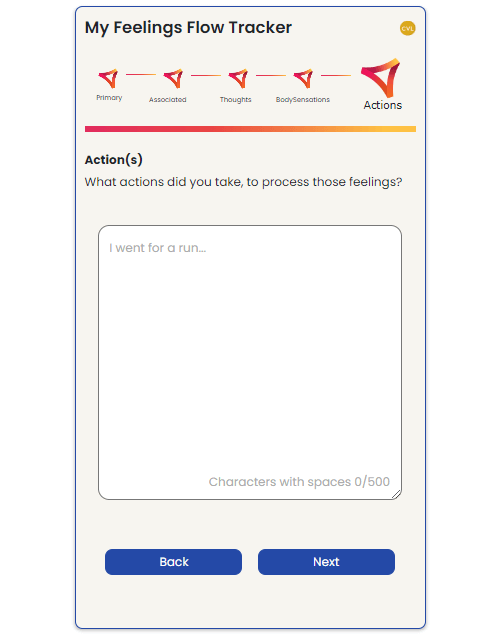 My Feelings Flow Tracker
CVL
Primary
Associated
Thoughts
BodySensations
Actions
Action(s)
What actions did you take, to process those feelings?
I went for a run...
Characters with spaces 0/500
Back
Next